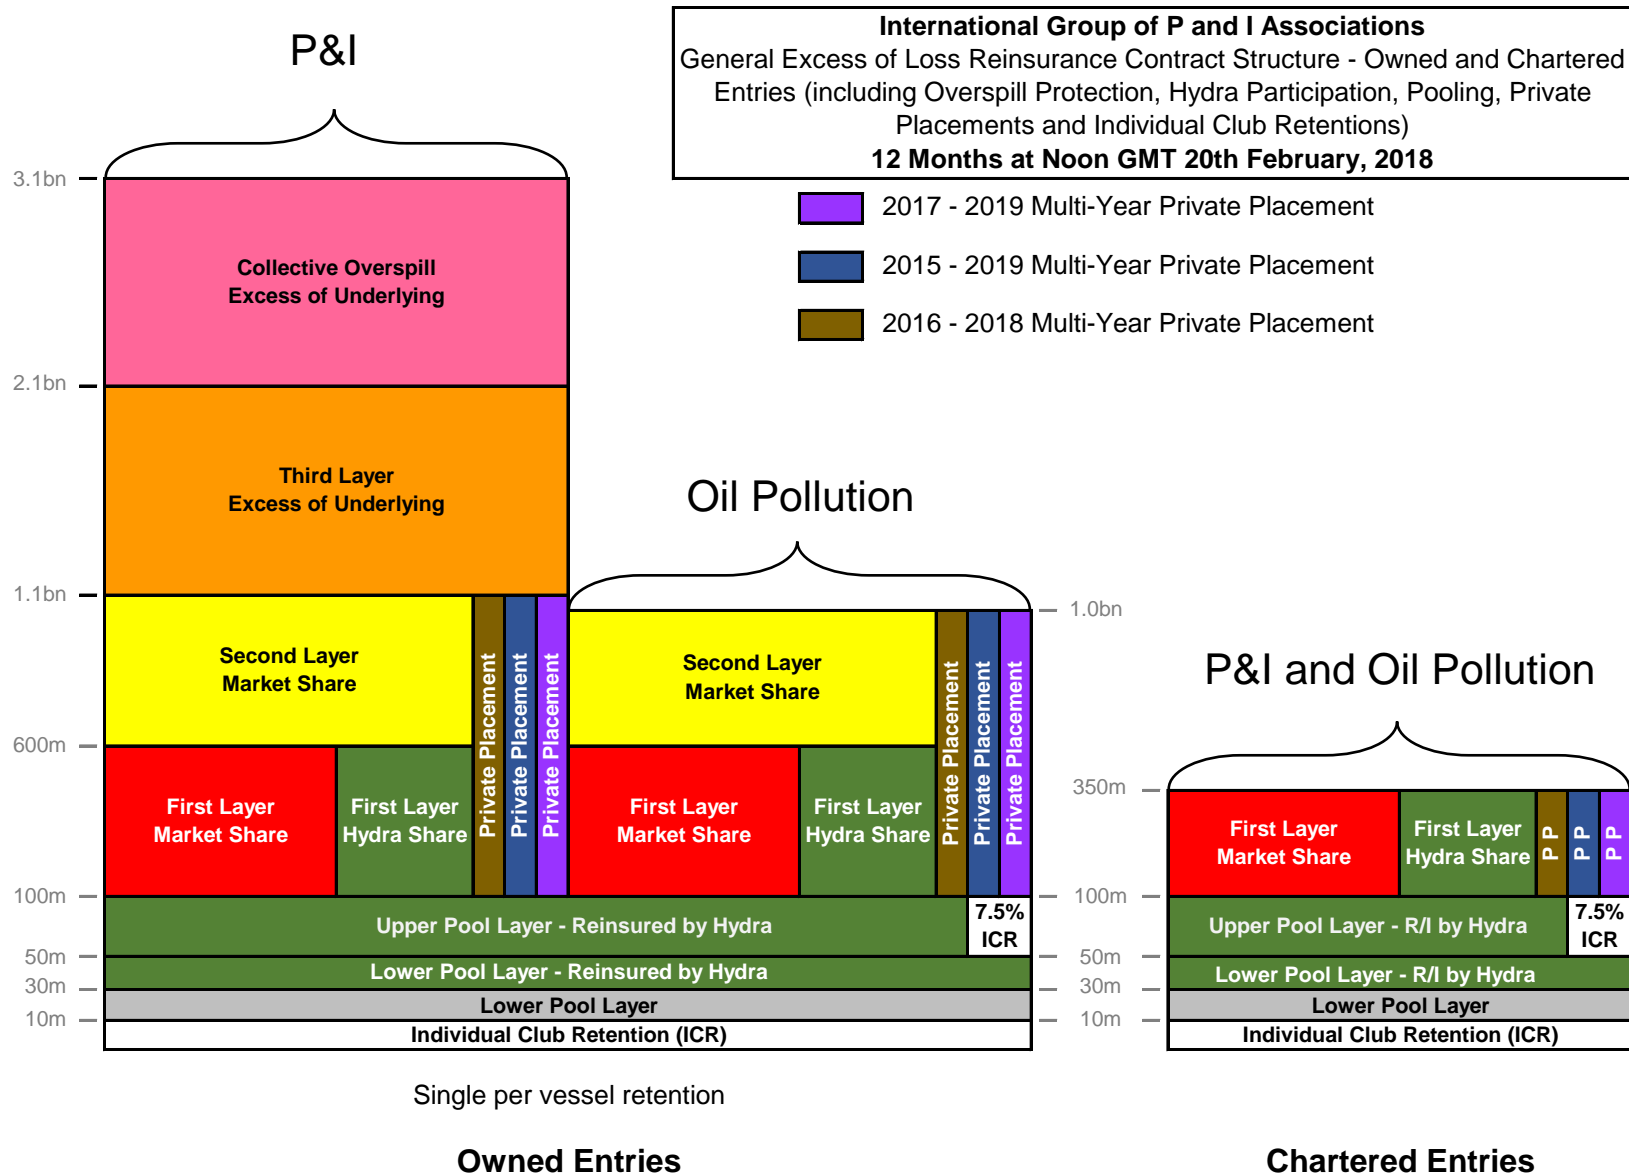 International Group of P and I Associations
General Excess of Loss Reinsurance Contract Structure - Owned and Chartered
Entries (including Overspill Protection, Hydra Participation, Pooling, Private
Placements and Individual Club Retentions)
12 Months at Noon GMT 20th February, 2018
2017 - 2019 Multi-Year Private Placement
2015 - 2019 Multi-Year Private Placement
2016 - 2018 Multi-Year Private Placement
P&I
3.1bn
Collective Overspill
Excess of Underlying
2.1bn
Third Layer
Excess of Underlying
1.1bn
Second Layer
Market Share
600m
First Layer
Market Share
First Layer
Hydra Share
Private Placement
Private Placement
Private Placement
Oil Pollution
1.0bn
Second Layer
Market Share
First Layer
Market Share
First Layer
Hydra Share
Private Placement
Private Placement
Private Placement
100m
100m
Upper Pool Layer - Reinsured by Hydra
7.5%
ICR
50m
50m
Lower Pool Layer - Reinsured by Hydra
30m
30m
Lower Pool Layer
10m
10m
Individual Club Retention (ICR)
Single per vessel retention
Owned Entries
P&I and Oil Pollution
350m
First Layer
Market Share
First Layer
Hydra Share
P P
P P
P P
Upper Pool Layer - R/I by Hydra
7.5%
ICR
Lower Pool Layer - R/I by Hydra
Lower Pool Layer
Individual Club Retention (ICR)
Chartered Entries